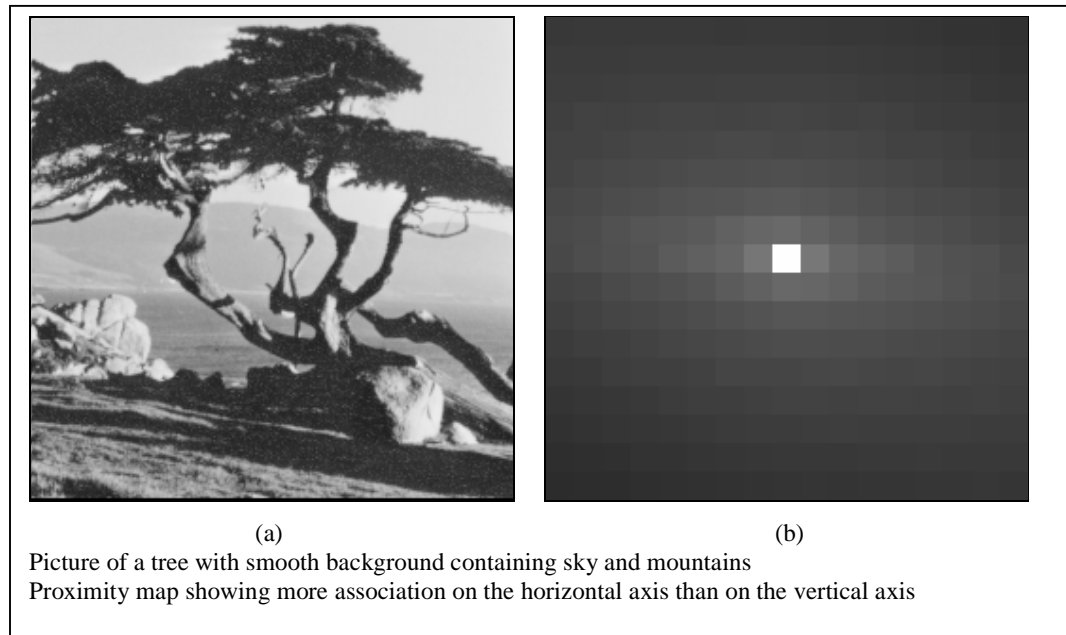 (a) (b)
Picture of a tree with smooth background containing sky and mountains
Proximity map showing more association on the horizontal axis than on the vertical axis